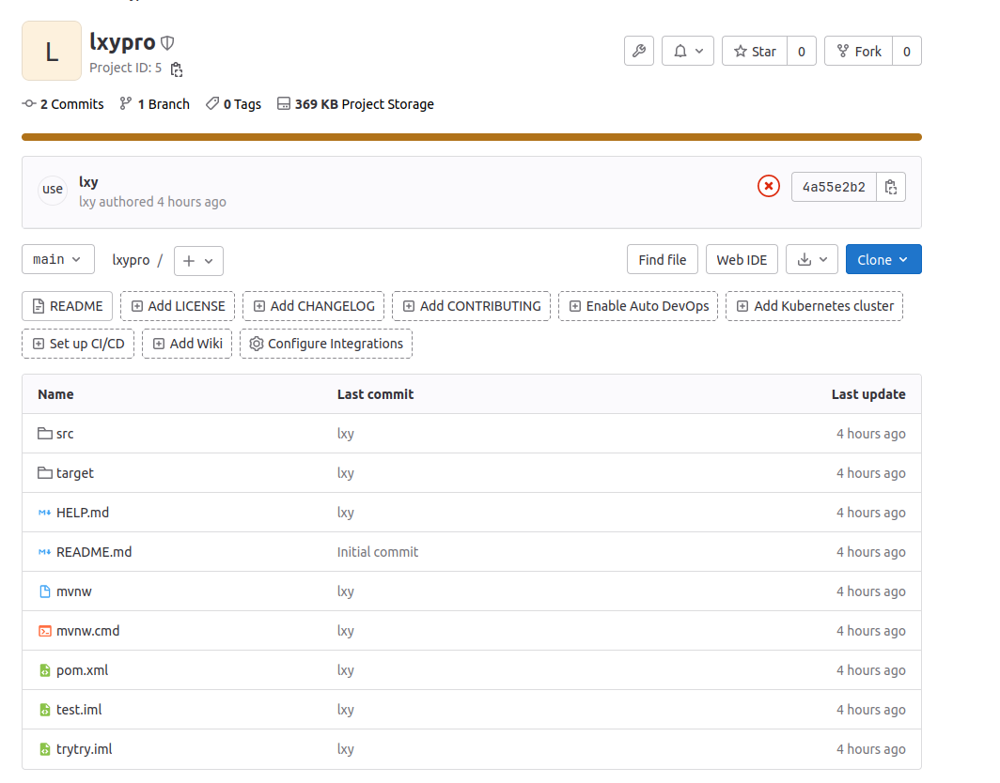 L
lxypro
Project ID: 5
Star 0
Fork 0
2 Commits 1 Branch 0 Tags 369 KB Project Storage
use
lxy
lxy authored 4 hours ago
4a55e2b2
main lxypro / + Find file Web IDE Clone
README Add LICENSE Add CHANGELOG Add CONTRIBUTING Enable Auto DevOps Add Kubernetes cluster
Set up CI/CD Add Wiki Configure Integrations
Name Last commit Last update
src lxy 4 hours ago
target lxy 4 hours ago
HELP.md lxy 4 hours ago
README.md Initial commit 4 hours ago
mvnw lxy 4 hours ago
mvnw.cmd lxy 4 hours ago
pom.xml lxy 4 hours ago
test.iml lxy 4 hours ago
trytry.iml lxy 4 hours ago